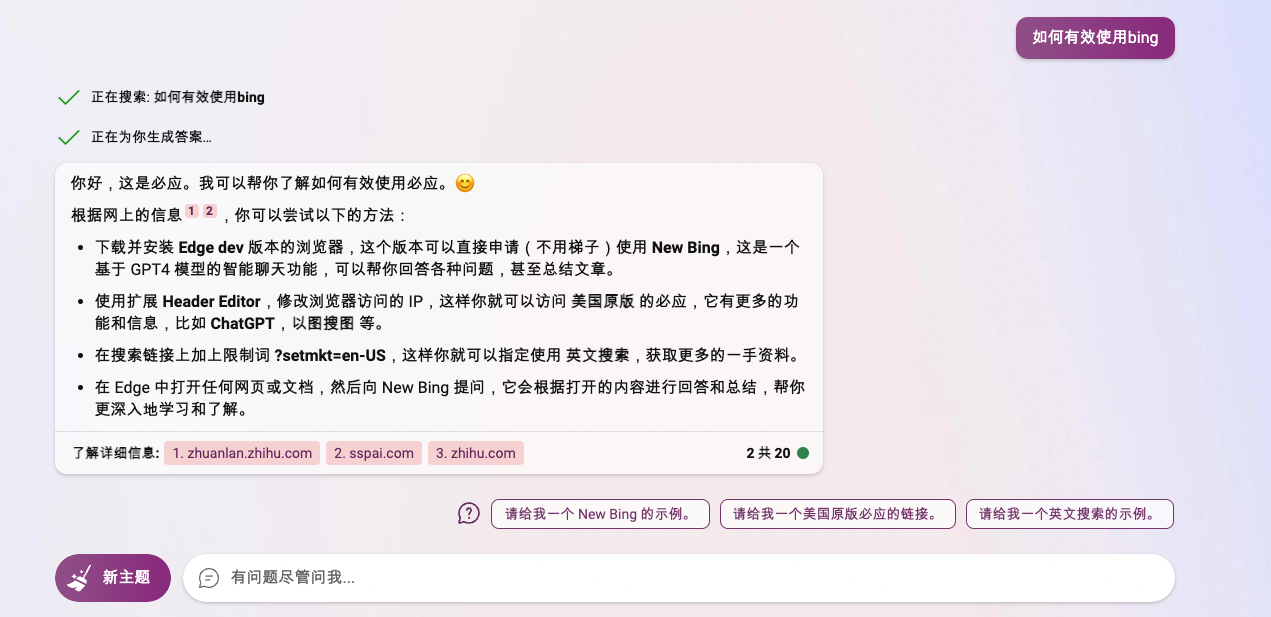 如何有效使用bing
正在搜索: 如何有效使用bing
正在为你生成答案...
你好，这是必应。我可以帮你了解如何有效使用必应。😊
根据网上的信息 1 2 ，你可以尝试以下的方法：
• 下载并安装 Edge dev 版本的浏览器，这个版本可以直接申请（不用梯子）使用 New Bing，这是一个
基于 GPT4 模型的智能聊天功能，可以帮你回答各种问题，甚至总结文章。
• 使用扩展 Header Editor，修改浏览器访问的 IP，这样你就可以访问 美国原版 的必应，它有更多的功
能和信息，比如 ChatGPT，以图搜图 等。
• 在搜索链接上加上限制词 ?setmkt=en-US，这样你就可以指定使用 英文搜索，获取更多的一手资料。
• 在 Edge 中打开任何网页或文档，然后向 New Bing 提问，它会根据打开的内容进行回答和总结，帮你
更深入地学习和了解。
了解详细信息: 1. zhuanlan.zhihu.com 2. sspai.com 3. zhihu.com 2 共 20
请给我一个 New Bing 的示例。 请给我一个美国原版必应的链接。 请给我一个英文搜索的示例。
新主题 有问题尽管问我...